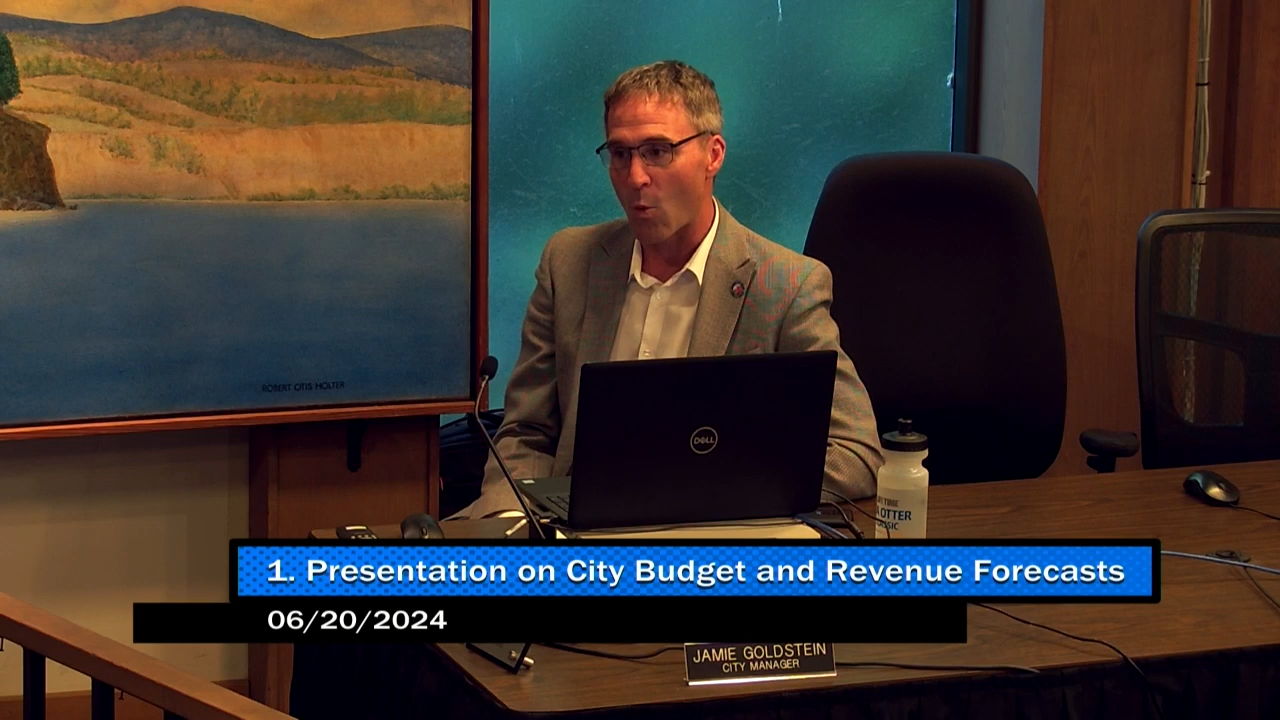 ROBERT OTIS HOLTER
DELL
OTTER
1. Presentation on City Budget and Revenue Forecasts
06/20/2024
JAMIE GOLDSTEIN
CITY MANAGER